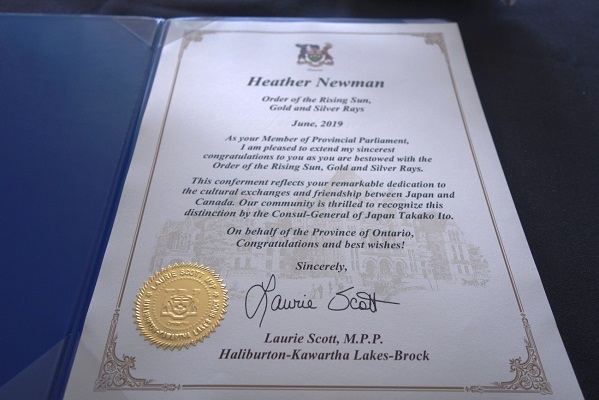 Heather Newman
Order of the Rising Sun,
Gold and Silver Rays
June, 2019
As your Member of Provincial Parliament,
I am pleased to extend my sincerest
congratulations to you as you are bestowed with the
Order of the Rising Sun, Gold and Silver Rays.
This conferment reflects your remarkable dedication to
the cultural exchanges and friendship between Japan and
Canada. Our community is thrilled to recognize this
distinction by the Consul-General of Japan Takako Ito.
On behalf of the Province of Ontario,
Congratulations and best wishes!
Sincerely,
Laurie Scott
Laurie Scott, M.P.P.
Haliburton-Kawartha Lakes-Brock